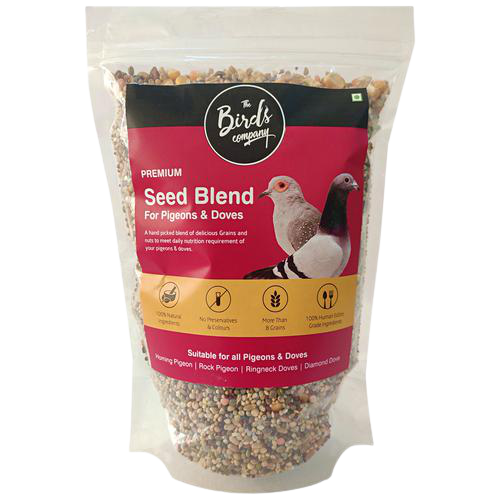 The
Birds
company
PREMIUM
Seed Blend
For Pigeons & Doves
A hand picked blend of delicious Grains and
nuts to meet daily nutrition requirement of
your pigeons & doves.
100% Natural
Ingredients
No Preservatives
& Colours
More Than
8 Grains
100% Human Edible
Grade Ingredients
Suitable for all Pigeons & Doves
Homing Pigeon | Rock Pigeon | Ringneck Doves | Diamond Dove